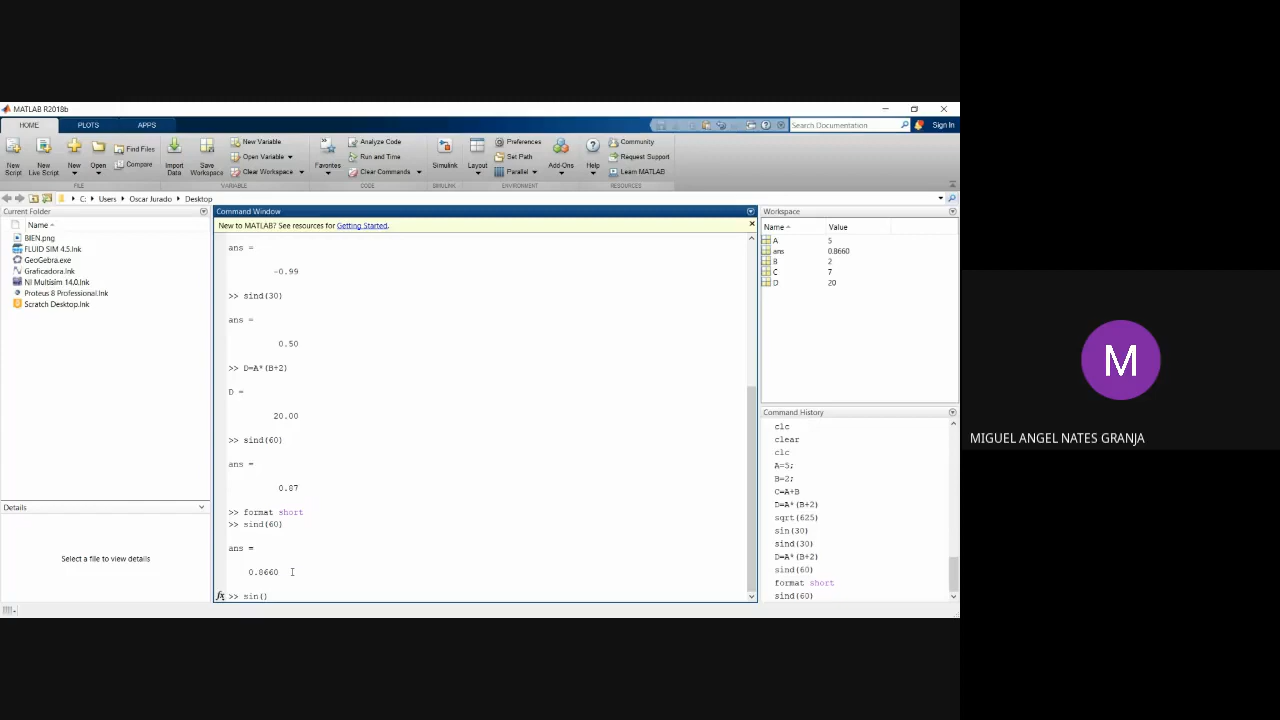 MATLAB R2018b
HOME
PLOTS
APPS
Search Documentation
Sign In
New Script
New Live Script
New
Open
Find Files
Compare
Import Data
Save Workspace
New Variable
Open Variable
Clear Workspace
Favorites
Analyze Code
Run and Time
Clear Commands
Simulink
Layout
Preferences
Set Path
Parallel
Add-Ons
Help
Community
Request Support
Learn MATLAB
FILE
VARIABLE
CODE
SIMULINK
ENVIRONMENT
RESOURCES
C: Users Oscar Jurado Desktop
Current Folder
Name
BIEN.png
FLUID SIM 4.5.lnk
GeoGebra.exe
Graficadora.lnk
NI Multisim 14.0.lnk
Proteus 8 Professional.lnk
Scratch Desktop.lnk
Details
Select a file to view details
Command Window
New to MATLAB? See resources for Getting Started.
ans =
-0.99
>> sind(30)
ans =
0.50
>> D=A*(B+2)
D =
20.00
>> sind(60)
ans =
0.87
>> format short
>> sind(60)
ans =
0.8660
fx >> sin()
Workspace
Name Value
A 5
ans 0.8660
B 2
C 7
D 20
Command History
clc
clear
clc
A=5;
B=2;
C=A+B
D=A*(B+2)
sqrt(625)
sin(30)
sind(30)
D=A*(B+2)
sind(60)
format short
sind(60)
M
MIGUEL ANGEL NATES GRANJA